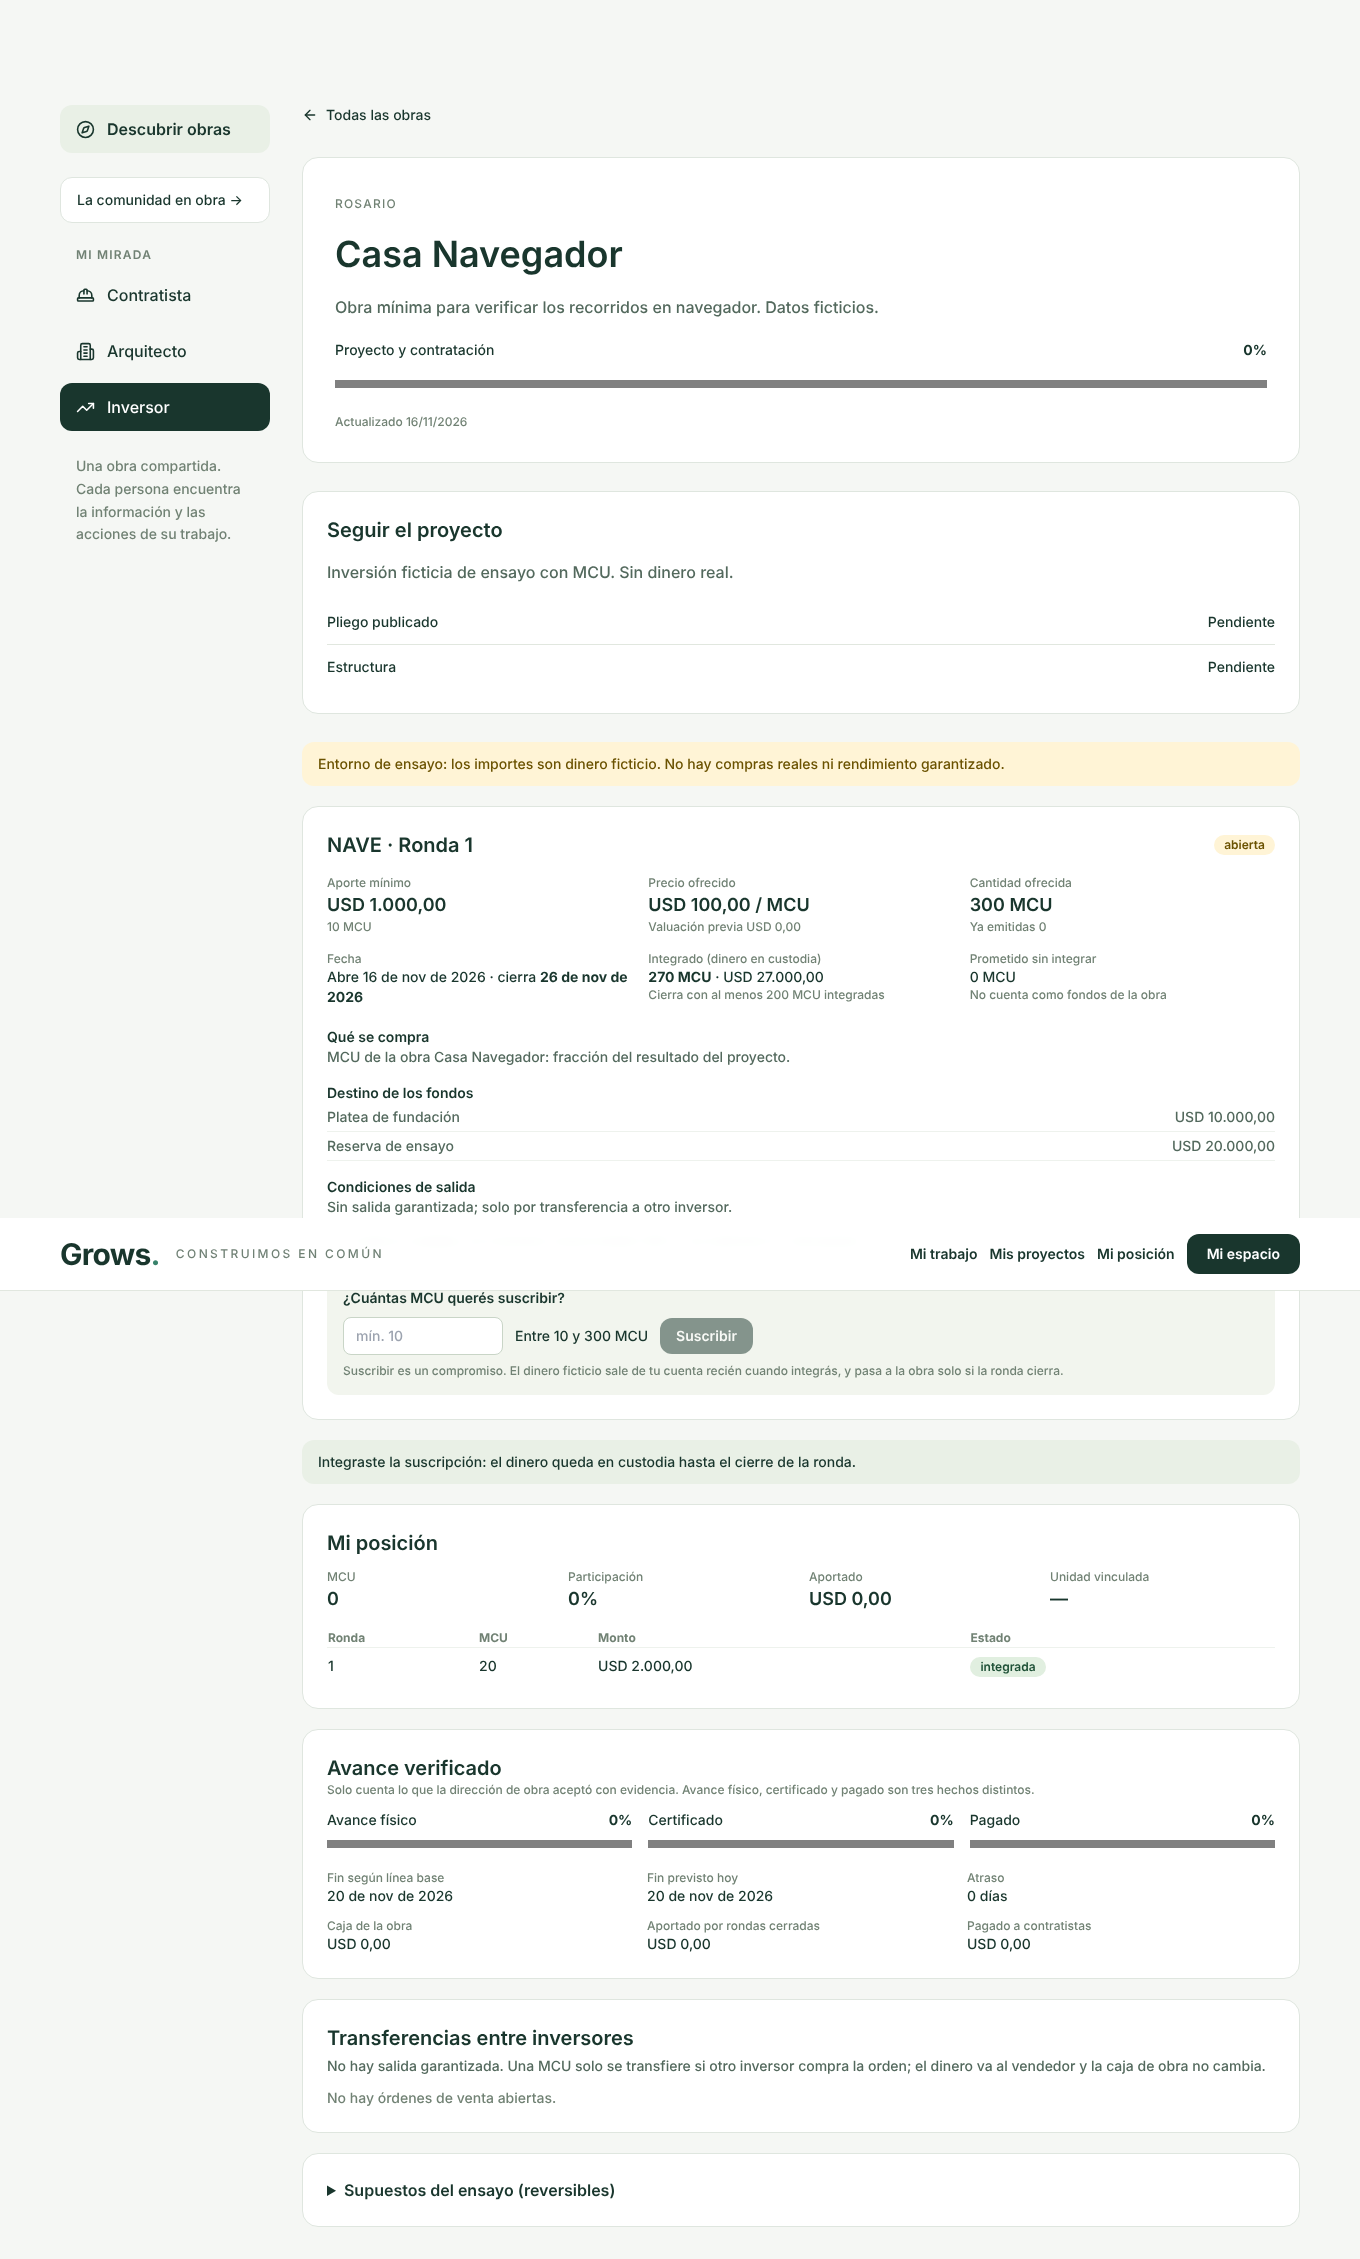 Descubrir obras
La comunidad en obra →
MI MIRADA
Contratista
Arquitecto
Inversor
Una obra compartida.
Cada persona encuentra
la información y las
acciones de su trabajo.
← Todas las obras
ROSARIO
Casa Navegador
Obra mínima para verificar los recorridos en navegador. Datos ficticios.
Proyecto y contratación 0%
Actualizado 16/11/2026
Seguir el proyecto
Inversión ficticia de ensayo con MCU. Sin dinero real.
Pliego publicado Pendiente
Estructura Pendiente
Entorno de ensayo: los importes son dinero ficticio. No hay compras reales ni rendimiento garantizado.
NAVE · Ronda 1 abierta
Aporte mínimo Precio ofrecido Cantidad ofrecida
USD 1.000,00 USD 100,00 / MCU 300 MCU
10 MCU Valuación previa USD 0,00 Ya emitidas 0
Fecha Integrado (dinero en custodia) Prometido sin integrar
Abre 16 de nov de 2026 · cierra 26 de nov de 270 MCU · USD 27.000,00 0 MCU
2026 Cierra con al menos 200 MCU integradas No cuenta como fondos de la obra
Qué se compra
MCU de la obra Casa Navegador: fracción del resultado del proyecto.
Destino de los fondos
Platea de fundación USD 10.000,00
Reserva de ensayo USD 20.000,00
Condiciones de salida
Sin salida garantizada; solo por transferencia a otro inversor.
Grows. CONSTRUIMOS EN COMÚN Mi trabajo Mis proyectos Mi posición Mi espacio
¿Cuántas MCU querés suscribir?
mín. 10 Entre 10 y 300 MCU Suscribir
Suscribir es un compromiso. El dinero ficticio sale de tu cuenta recién cuando integrás, y pasa a la obra solo si la ronda cierra.
Integraste la suscripción: el dinero queda en custodia hasta el cierre de la ronda.
Mi posición
MCU Participación Aportado Unidad vinculada
0 0% USD 0,00 —
Ronda MCU Monto Estado
1 20 USD 2.000,00 integrada
Avance verificado
Solo cuenta lo que la dirección de obra aceptó con evidencia. Avance físico, certificado y pagado son tres hechos distintos.
Avance físico 0% Certificado 0% Pagado 0%
Fin según línea base Fin previsto hoy Atraso
20 de nov de 2026 20 de nov de 2026 0 días
Caja de la obra Aportado por rondas cerradas Pagado a contratistas
USD 0,00 USD 0,00 USD 0,00
Transferencias entre inversores
No hay salida garantizada. Una MCU solo se transfiere si otro inversor compra la orden; el dinero va al vendedor y la caja de obra no cambia.
No hay órdenes de venta abiertas.
▶ Supuestos del ensayo (reversibles)